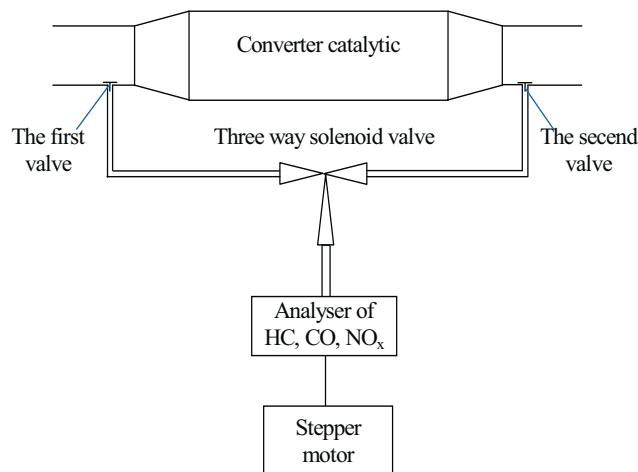 Converter catalytic
The first
valve
Three way solenoid valve
The secend
valve
Analyser of
HC, CO, NOₓ
Stepper
motor